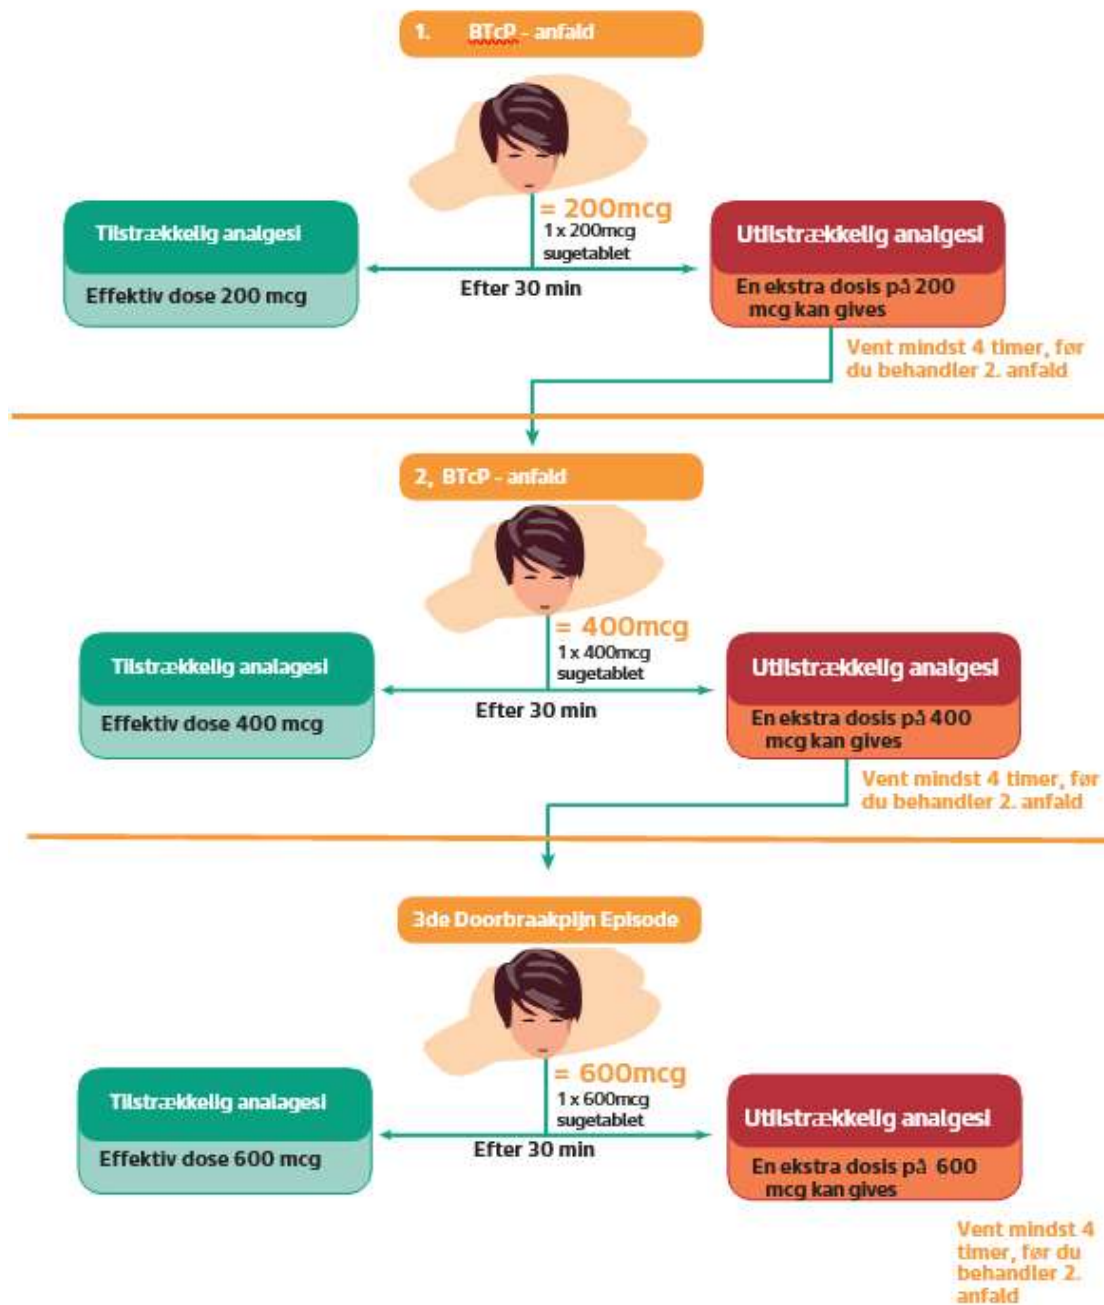 1. BTcP - anfald
= 200mcg
1 x 200mcg
sugetablet
Tilstrækkelig analgesi
Effektiv dose 200 mcg
Efter 30 min
Utilstrækkelig analgesi
En ekstra dosis på 200
mcg kan gives
Vent mindst 4 timer, før
du behandler 2. anfald
2, BTcP - anfald
= 400mcg
1 x 400mcg
sugetablet
Tilstrækkelig analagesi
Effektiv dose 400 mcg
Efter 30 min
Utilstrækkelig analgesi
En ekstra dosis på 400
mcg kan gives
Vent mindst 4 timer, før
du behandler 2. anfald
3de Doorbraakpijn Episode
= 600mcg
1 x 600mcg
sugetablet
Tilstrækkelig analagesi
Effektiv dose 600 mcg
Efter 30 min
Utilstrækkelig analgesi
En ekstra dosis på 600
mcg kan gives
Vent mindst 4
timer, før du
behandler 2.
anfald